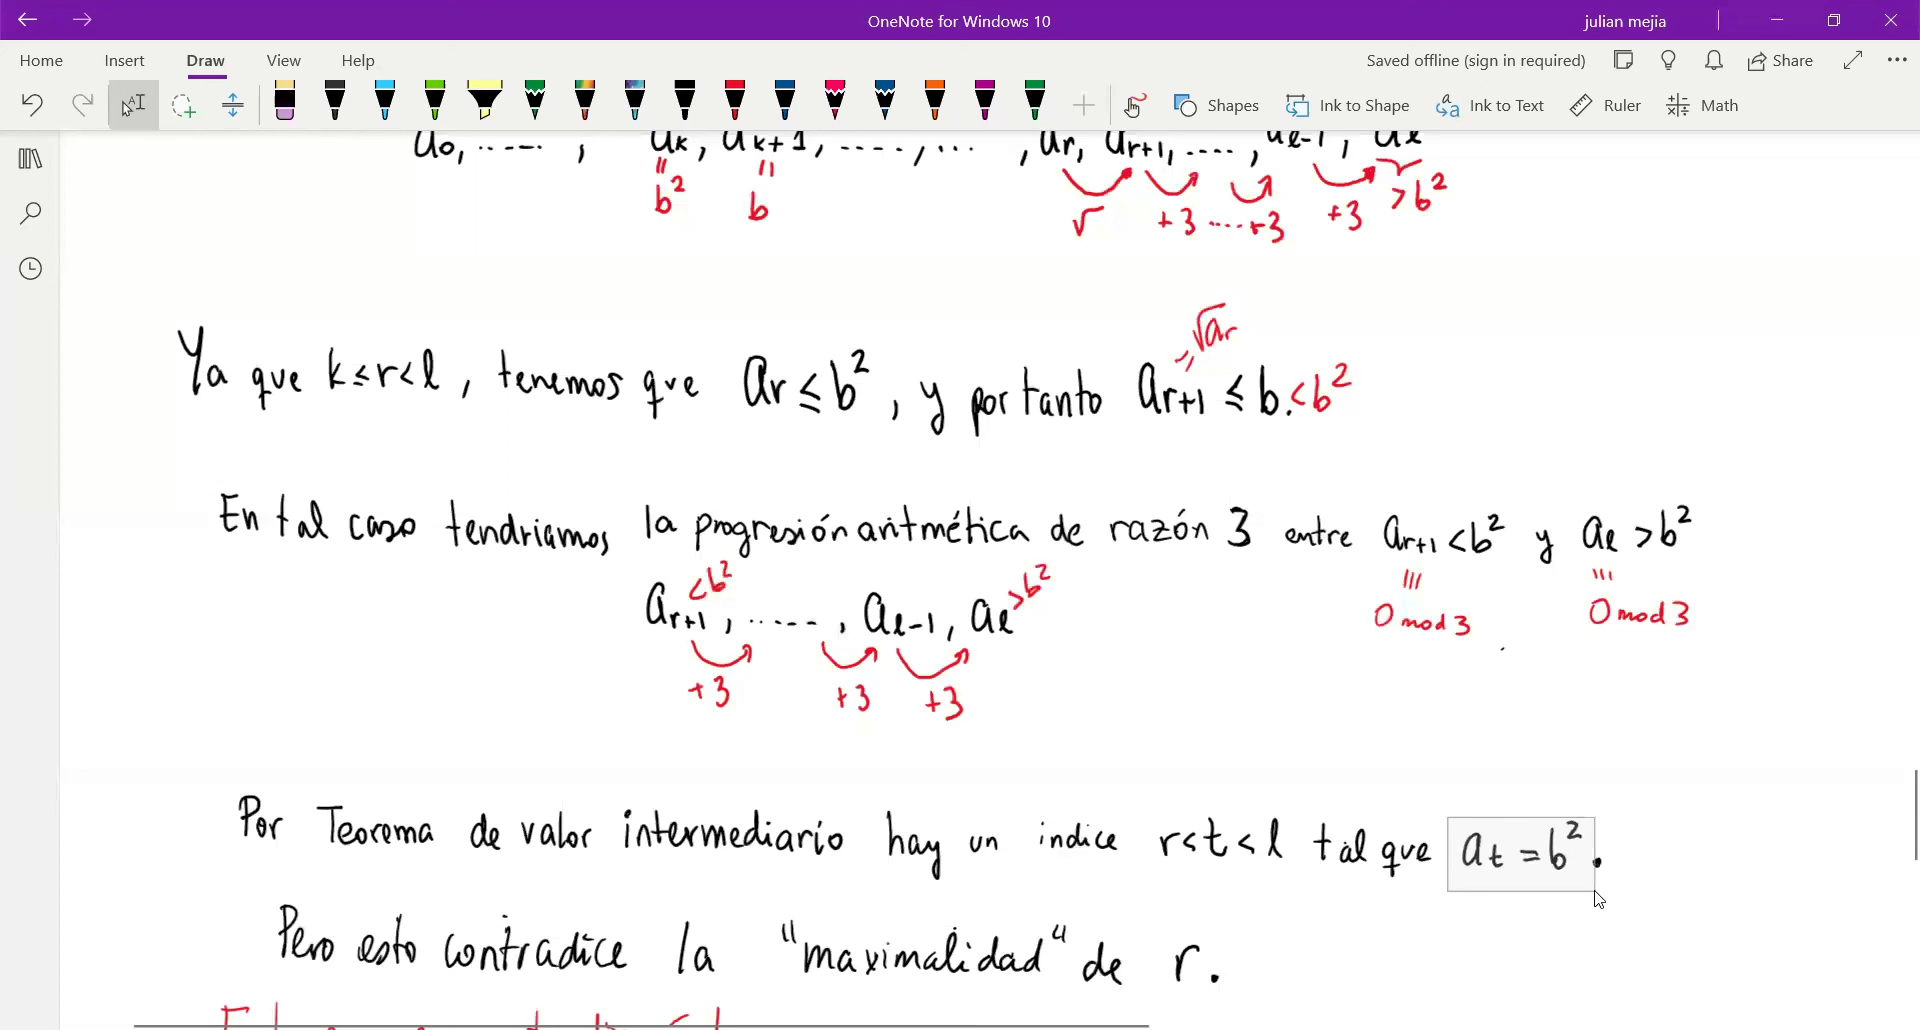 OneNote for Windows 10
julian mejia
Home Insert Draw View Help
Saved offline (sign in required) Share
Shapes Ink to Shape Ink to Text Ruler Math
a₀, ......, aₖ, aₖ₊₁, ...., ..., aᵣ, aᵣ₊₁, ...., aₗ₋₁, aₗ
= b² = b √ +3 ....+3 +3 >b²
Ya que k≤r<l, tenemos que aᵣ ≤ b², y por tanto aᵣ₊₁ ≤ b. <b²
= √aᵣ
En tal caso tendriamos la progresión aritmética de razón 3 entre aᵣ₊₁ <b² y aₗ >b²
≡ 0 mod 3 ≡ 0 mod 3
aᵣ₊₁ <b², ......, aₗ₋₁, aₗ >b²
+3 +3 +3
Por Teorema de valor intermediario hay un indice r<t<l tal que aₜ = b².
Pero esto contradice la "maximalidad" de r.